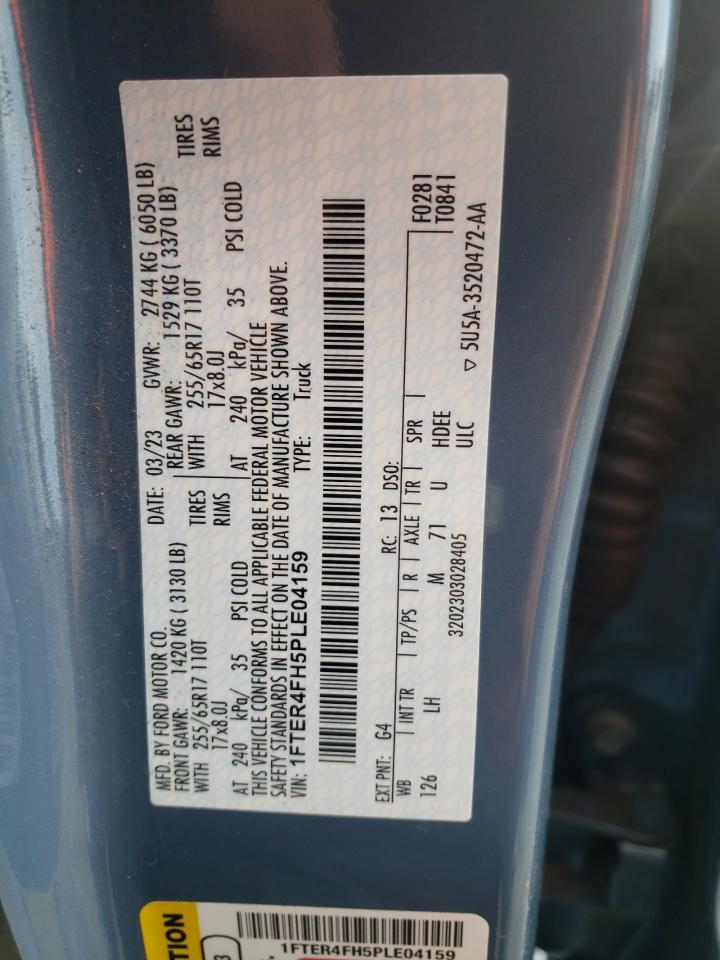 MFD. BY FORD MOTOR CO.
DATE: 03/23 GVWR: 2744 KG ( 6050 LB)
FRONT GAWR: 1420 KG ( 3130 LB)
REAR GAWR: 1529 KG ( 3370 LB)
WITH 255/65R17 110T TIRES
WITH 255/65R17 110T TIRES
17x8.0J RIMS
17x8.0J RIMS
AT 240 kPa/ 35 PSI COLD
AT 240 kPa/ 35 PSI COLD
THIS VEHICLE CONFORMS TO ALL APPLICABLE FEDERAL MOTOR VEHICLE
SAFETY STANDARDS IN EFFECT ON THE DATE OF MANUFACTURE SHOWN ABOVE.
VIN: 1FTER4FH5PLE04159
TYPE: Truck
EXT PNT: G4 RC: 13 DSO:
F0281
WB INT TR TP/PS R AXLE TR SPR
T0841
126 LH M 71 U HDEE
ULC
3202303028405
▽ 5U5A-3520472-AA
1FTER4FH5PLE04159